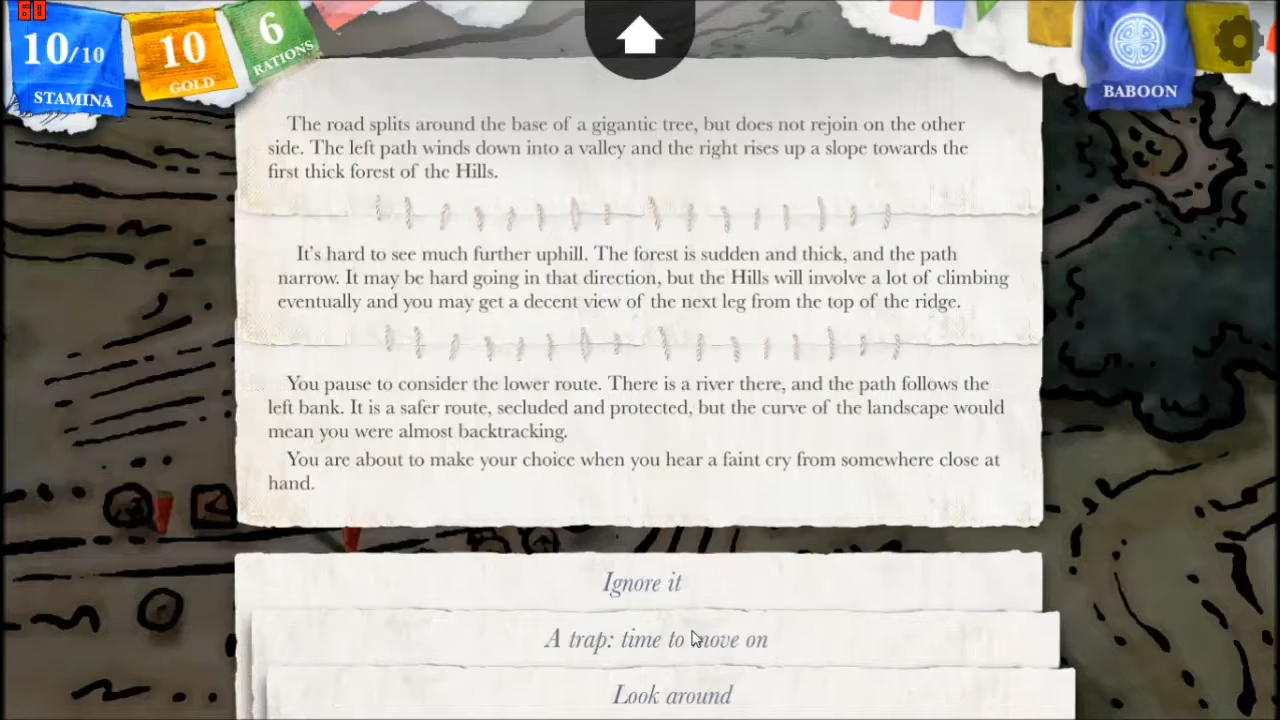 60
10/10
STAMINA
10
GOLD
6
RATIONS
BABOON
The road splits around the base of a gigantic tree, but does not rejoin on the other
side. The left path winds down into a valley and the right rises up a slope towards the
first thick forest of the Hills.
It's hard to see much further uphill. The forest is sudden and thick, and the path
narrow. It may be hard going in that direction, but the Hills will involve a lot of climbing
eventually and you may get a decent view of the next leg from the top of the ridge.
You pause to consider the lower route. There is a river there, and the path follows the
left bank. It is a safer route, secluded and protected, but the curve of the landscape would
mean you were almost backtracking.
You are about to make your choice when you hear a faint cry from somewhere close at
hand.
Ignore it
A trap: time to move on
Look around